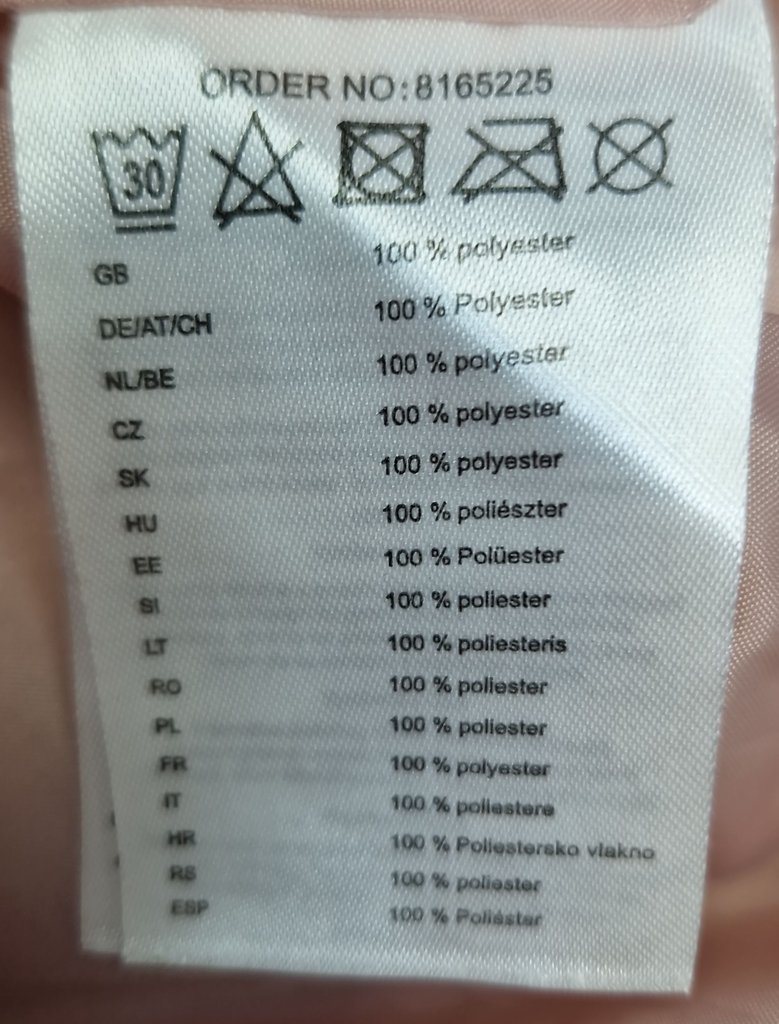 ORDER NO:8165225
30
GB 100 % polyester
DE/AT/CH 100 % Polyester
NL/BE 100 % polyester
CZ 100 % polyester
SK 100 % polyester
HU 100 % poliészter
EE 100 % Polüester
SI 100 % poliester
LT 100 % poliesteris
RO 100 % poliester
PL 100 % poliester
FR 100 % polyester
IT 100 % poliestere
HR 100 % Poliestersko vlakno
RS 100 % poliester
ESP 100 % Poliéster